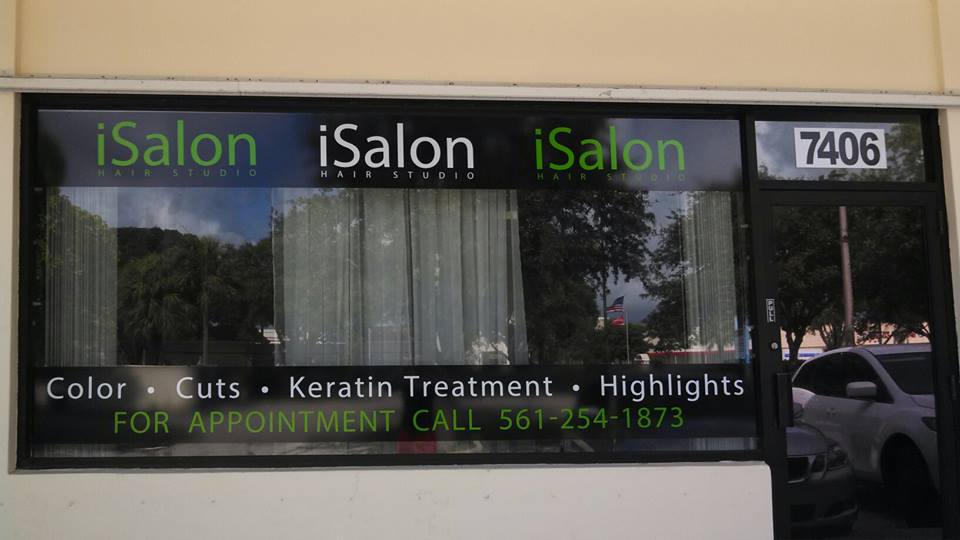 iSalon iSalon iSalon
HAIR STUDIO HAIR STUDIO HAIR STUDIO
7406
PULL
Color • Cuts • Keratin Treatment • Highlights
FOR APPOINTMENT CALL 561-254-1873